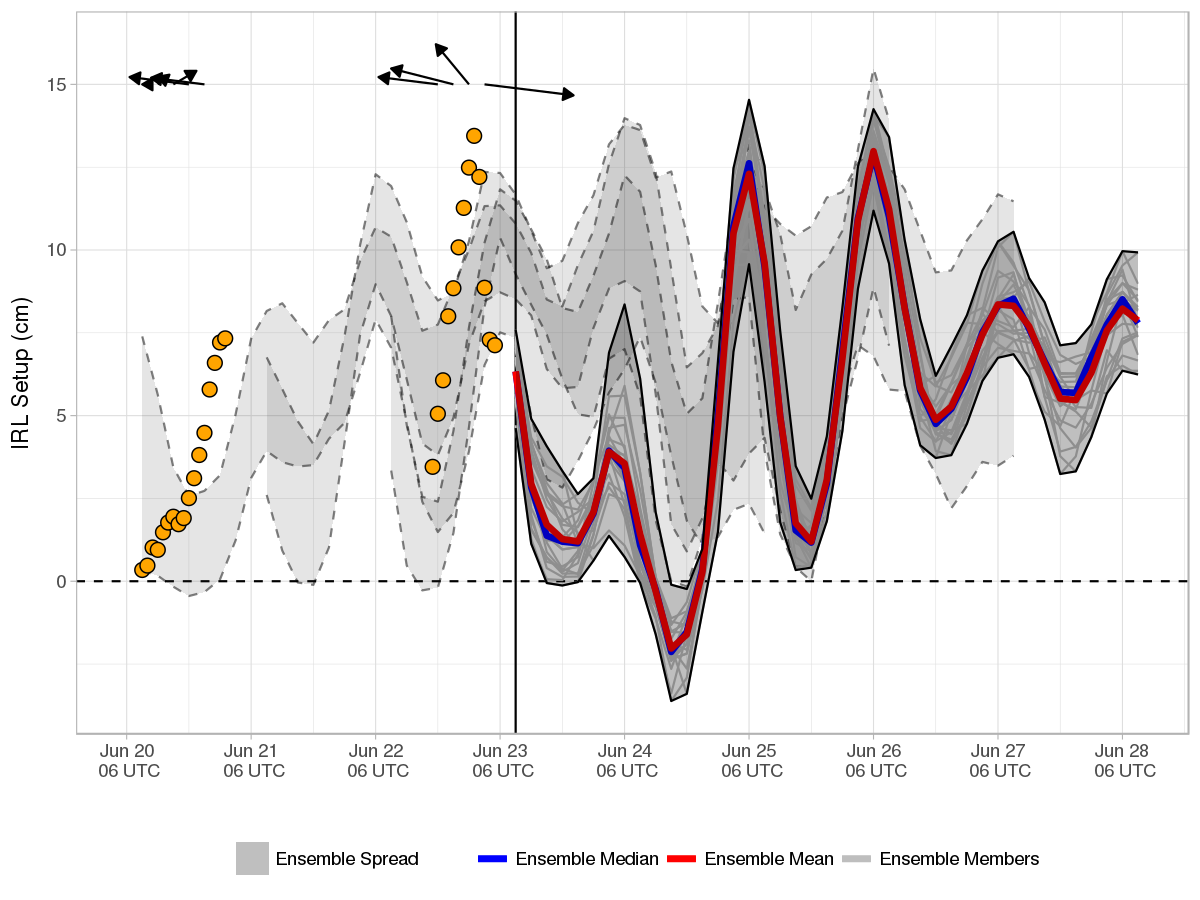 IRL Setup (cm)
15
10
5
0
Jun 20 Jun 21 Jun 22 Jun 23 Jun 24 Jun 25 Jun 26 Jun 27 Jun 28
06 UTC 06 UTC 06 UTC 06 UTC 06 UTC 06 UTC 06 UTC 06 UTC 06 UTC
Ensemble Spread Ensemble Median Ensemble Mean Ensemble Members